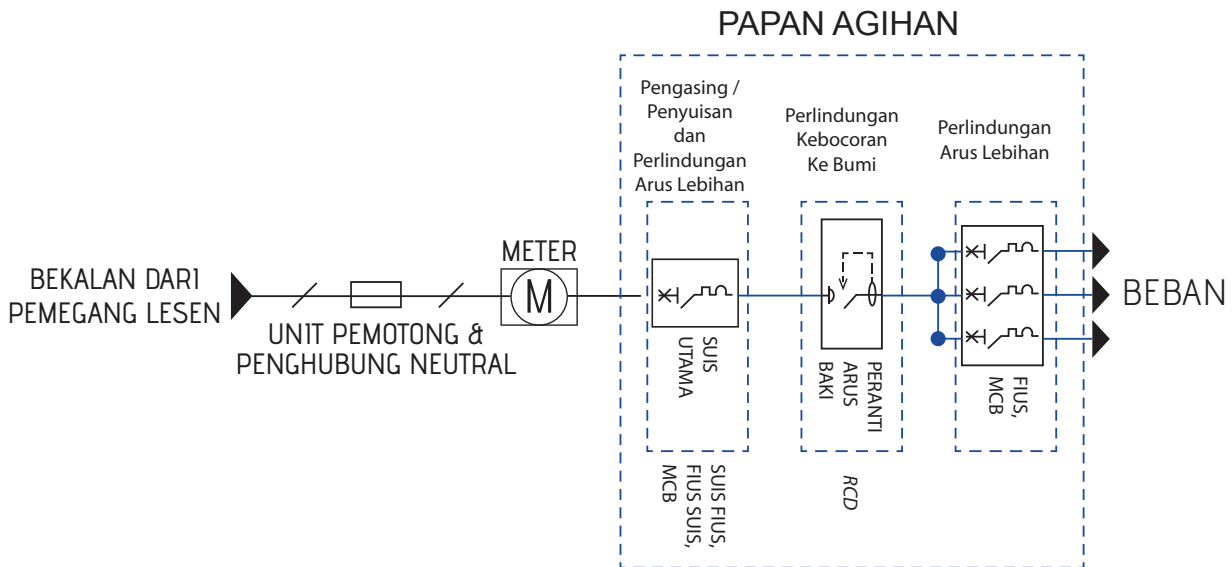 PAPAN AGIHAN
Pengasing /
Penyuisan
dan
Perlindungan
Arus Lebihan
Perlindungan
Kebocoran
Ke Bumi
Perlindungan
Arus Lebihan
BEKALAN DARI
PEMEGANG LESEN
UNIT PEMOTONG &
PENGHUBUNG NEUTRAL
METER
M
SUIS
UTAMA
PERANTI
ARUS
BAKI
FIUS,
MCB
BEBAN
SUIS FIUS,
FIUS SUIS,
MCB
RCD